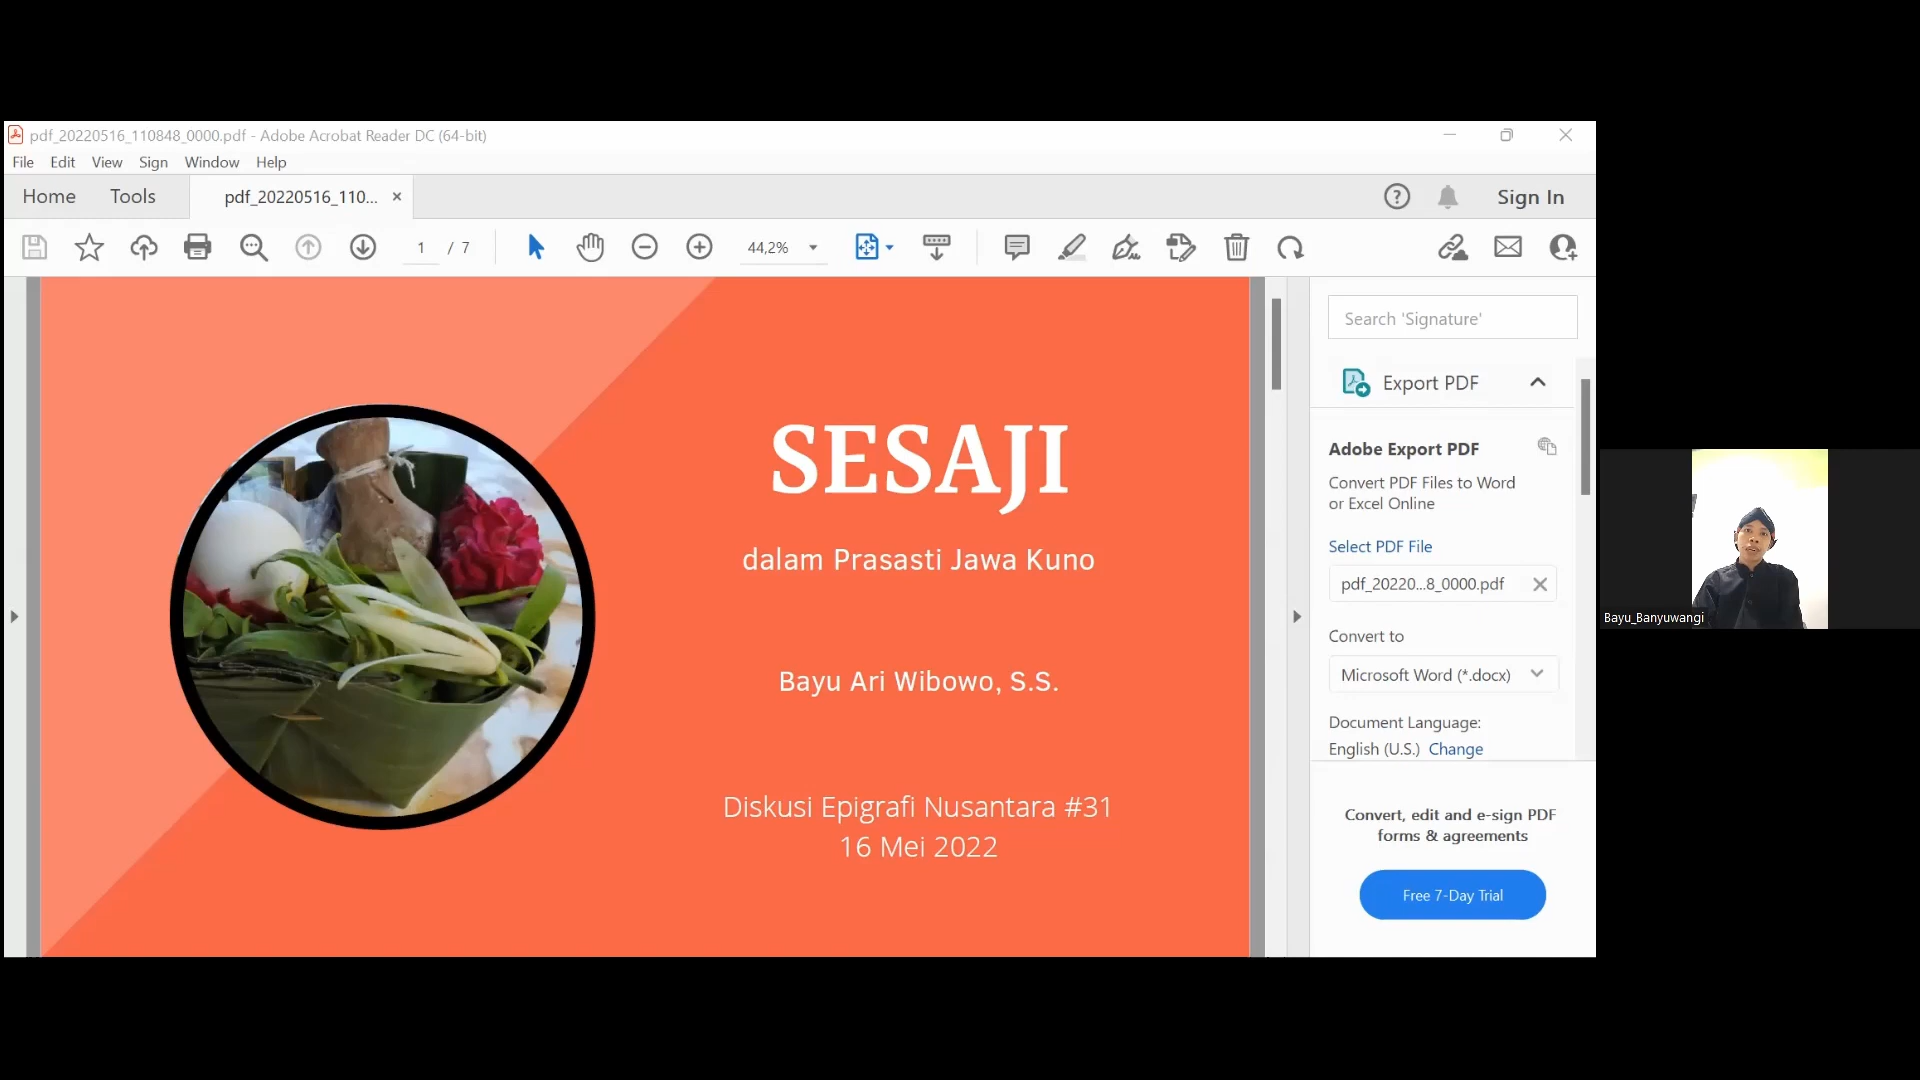 pdf_20220516_110848_0000.pdf - Adobe Acrobat Reader DC (64-bit)
File Edit View Sign Window Help
Home Tools pdf_20220516_110... × Sign In
1 / 7 44,2%
SESAJI
dalam Prasasti Jawa Kuno
Bayu Ari Wibowo, S.S.
Diskusi Epigrafi Nusantara #31
16 Mei 2022
Search 'Signature'
Export PDF
Adobe Export PDF
Convert PDF Files to Word
or Excel Online
Select PDF File
pdf_20220...8_0000.pdf
Convert to
Microsoft Word (*.docx)
Document Language:
English (U.S.) Change
Convert, edit and e-sign PDF
forms & agreements
Free 7-Day Trial
Bayu_Banyuwangi